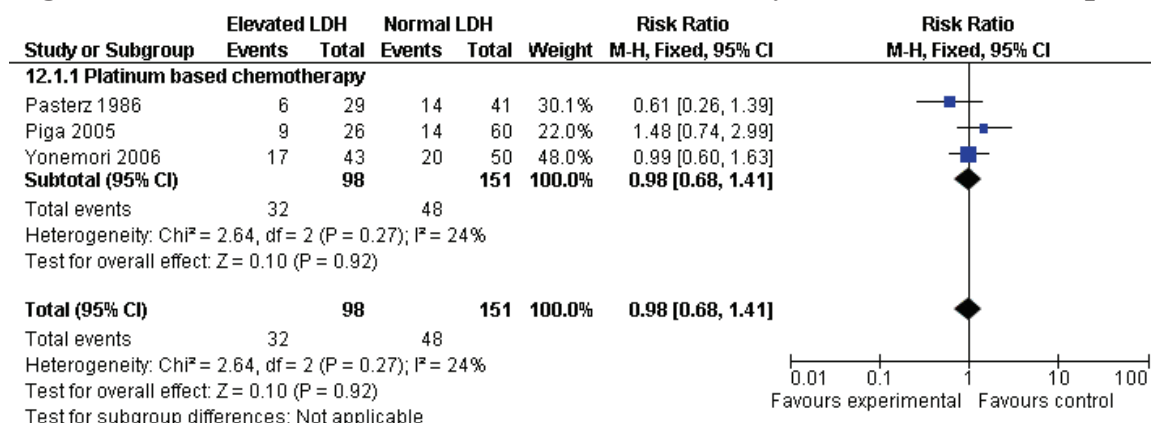 Elevated LDH Normal LDH Risk Ratio Risk Ratio
Study or Subgroup Events Total Events Total Weight M-H, Fixed, 95% CI M-H, Fixed, 95% CI
12.1.1 Platinum based chemotherapy
Pasterz 1986 6 29 14 41 30.1% 0.61 [0.26, 1.39]
Piga 2005 9 26 14 60 22.0% 1.48 [0.74, 2.99]
Yonemori 2006 17 43 20 50 48.0% 0.99 [0.60, 1.63]
Subtotal (95% CI) 98 151 100.0% 0.98 [0.68, 1.41]
Total events 32 48
Heterogeneity: Chi² = 2.64, df = 2 (P = 0.27); I² = 24%
Test for overall effect: Z = 0.10 (P = 0.92)
Total (95% CI) 98 151 100.0% 0.98 [0.68, 1.41]
Total events 32 48
Heterogeneity: Chi² = 2.64, df = 2 (P = 0.27); I² = 24%
Test for overall effect: Z = 0.10 (P = 0.92)
Test for subgroup differences: Not applicable
0.01 0.1 1 10 100
Favours experimental Favours control